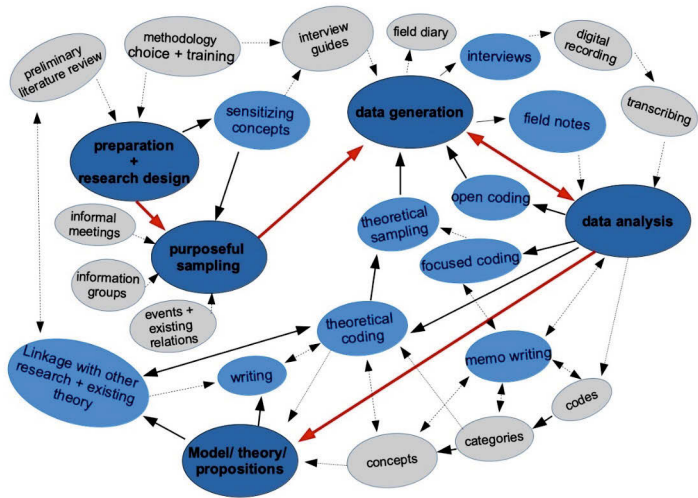 methodology
choice + training
interview
guides
field diary
digital
recording
preliminary
literature review
interviews
sensitizing
concepts
data generation
transcribing
field notes
preparation
+
research design
open coding
informal
meetings
theoretical
sampling
data analysis
purposeful
sampling
focused coding
information
groups
events +
existing
relations
theoretical
coding
Linkage with other
research + existing
theory
writing
memo writing
codes
categories
Model/ theory/
propositions
concepts